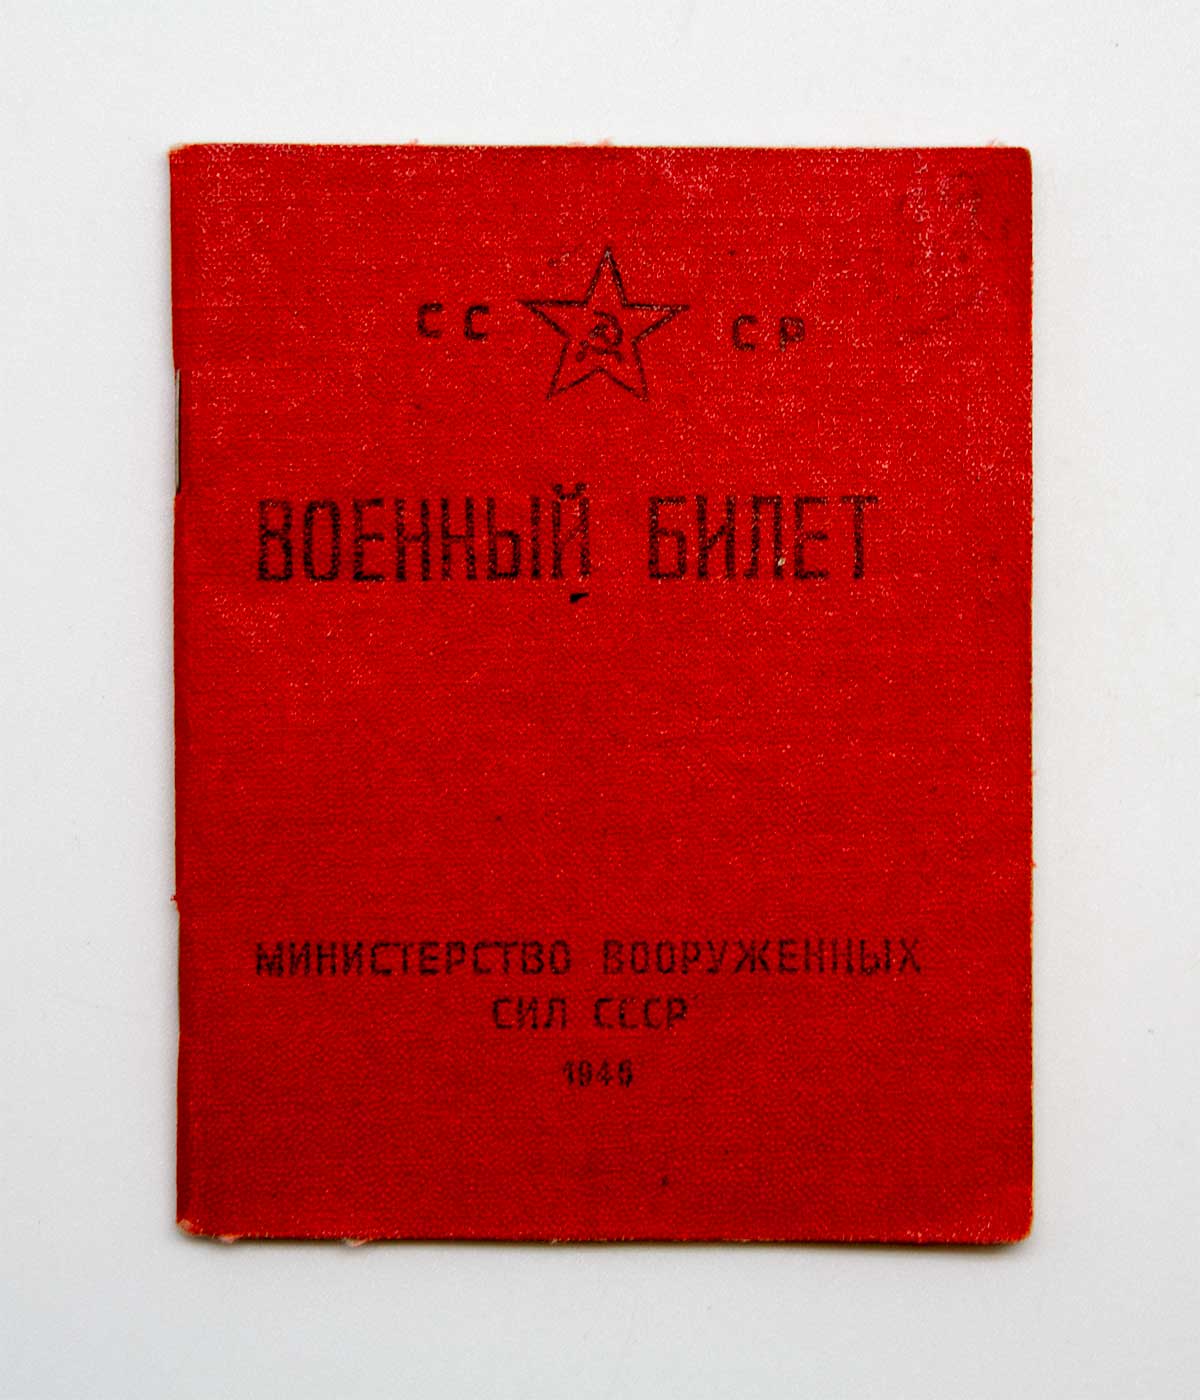 СС СР
ВОЕННЫЙ БИЛЕТ
МИНИСТЕРСТВО ВООРУЖЕННЫХ
СИЛ СССР
1946